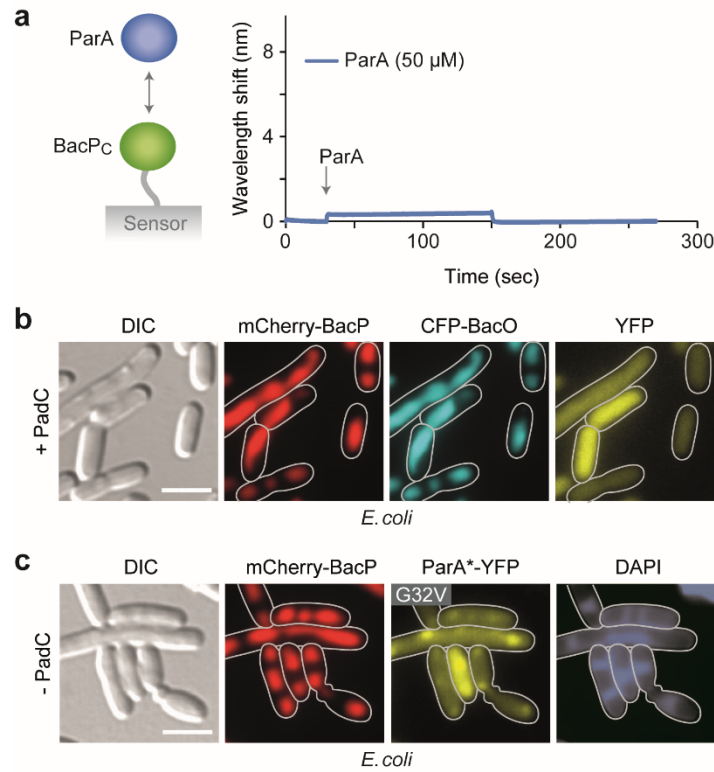 a
ParA
BacPC
Sensor
Wavelength shift (nm)
8
4
0
ParA (50 μM)
ParA
0
100
200
300
Time (sec)
b
DIC
mCherry-BacP
CFP-BacO
YFP
+ PadC
E. coli
c
DIC
mCherry-BacP
ParA*-YFP
DAPI
G32V
- PadC
E. coli